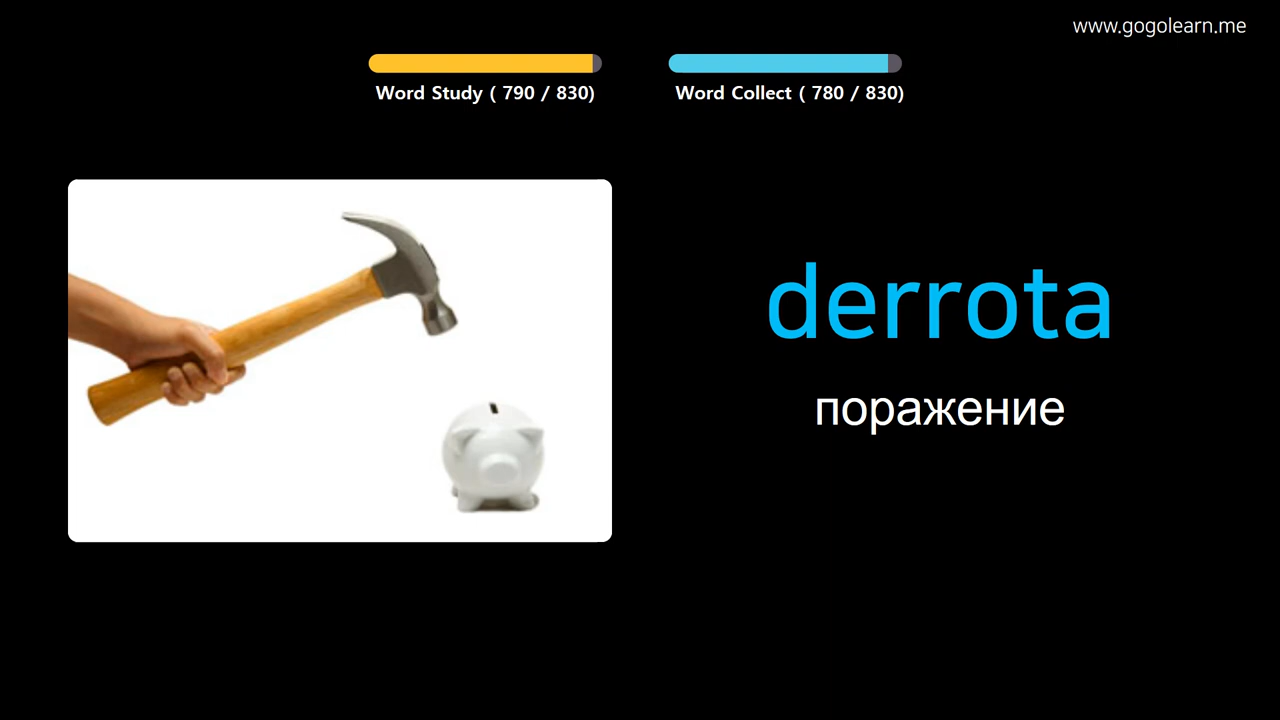 www.gogolearn.me
Word Study ( 790 / 830)
Word Collect ( 780 / 830)
derrota
поражение